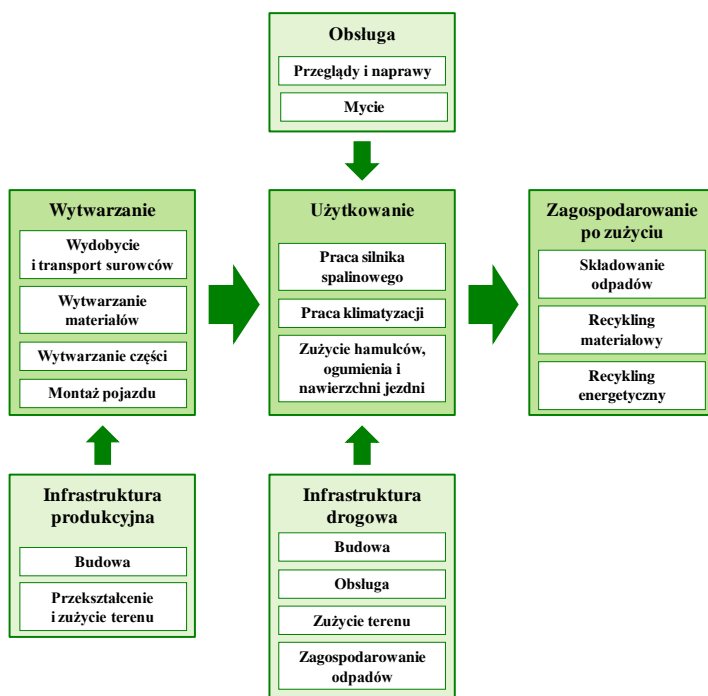 Obsługa
Przeglądy i naprawy
Mycie
Wytwarzanie
Wydobycie
i transport surowców
Wytwarzanie
materiałów
Wytwarzanie części
Montaż pojazdu
Użytkowanie
Praca silnika
spalinowego
Praca klimatyzacji
Zużycie hamulców,
ogumienia i
nawierzchni jezdni
Zagospodarowanie
po zużyciu
Składowanie
odpadów
Recykling
materiałowy
Recykling
energetyczny
Infrastruktura
produkcyjna
Budowa
Przekształcenie
i zużycie terenu
Infrastruktura
drogowa
Budowa
Obsługa
Zużycie terenu
Zagospodarowanie
odpadów